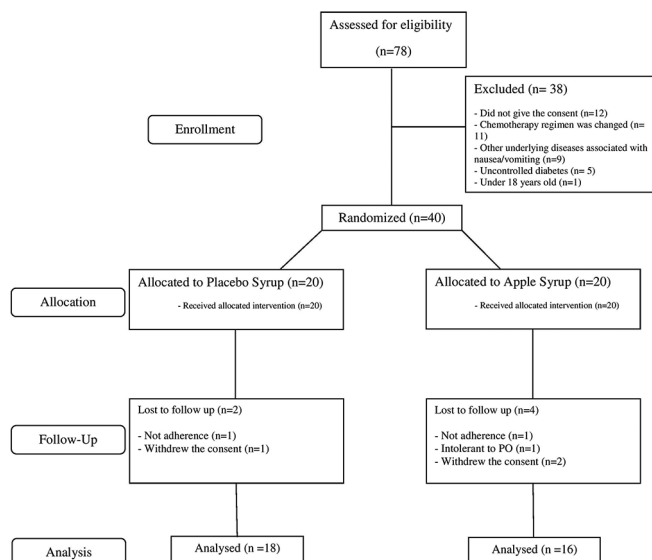 Assessed for eligibility
(n=78)
Excluded (n= 38)
- Did not give the consent (n=12)
- Chemotherapy regimen was changed (n=
11)
- Other underlying diseases associated with
nausea/vomiting (n=9)
- Uncontrolled diabetes (n= 5)
- Under 18 years old (n=1)
Enrollment
Randomized (n=40)
Allocation
Allocated to Placebo Syrup (n=20)
- Received allocated intervention (n=20)
Allocated to Apple Syrup (n=20)
- Received allocated intervention (n=20)
Follow-Up
Lost to follow up (n=2)
- Not adherence (n=1)
- Withdrew the consent (n=1)
Lost to follow up (n=4)
- Not adherence (n=1)
- Intolerant to PO (n=1)
- Withdrew the consent (n=2)
Analysis
Analysed (n =18)
Analysed (n =16)